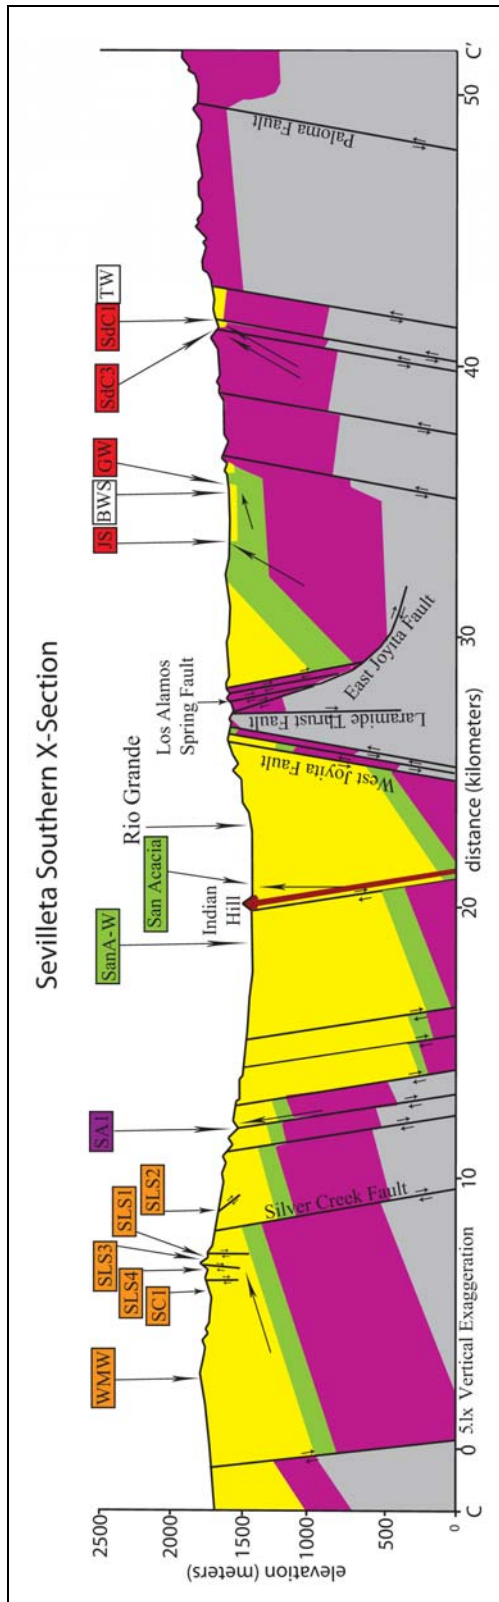 Sevilleta Southern X-Section
WMW
SC1
SLS4
SLS3
SLS1
SLS2
SA1
SanA-W
San Acacia
Indian
Hill
Rio Grande
Los Alamos
Spring Fault
JS
BWS
GW
SdC3
SdC1
TW
2500
2000
1500
1000
500
0
elevation (meters)
Silver Creek Fault
West Joyita Fault
Laramide Thrust Fault
East Joyita Fault
Paloma Fault
5.1x Vertical Exaggeration
C
0
10
20
30
40
50
C'
distance (kilometers)